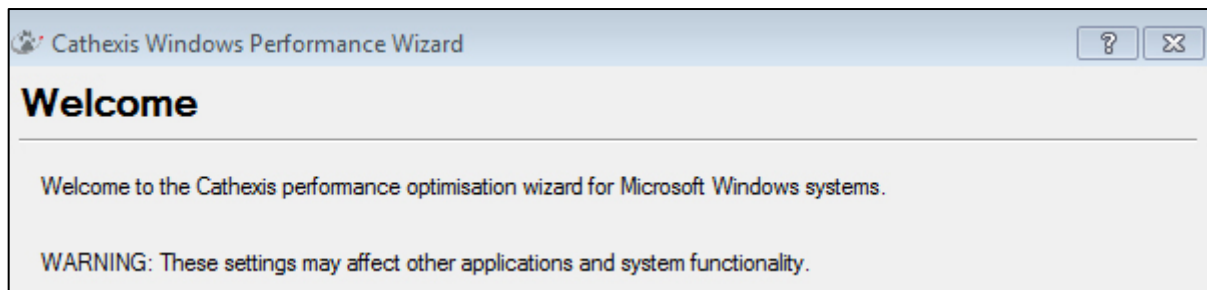 Cathexis Windows Performance Wizard
Welcome
Welcome to the Cathexis performance optimisation wizard for Microsoft Windows systems.
WARNING: These settings may affect other applications and system functionality.